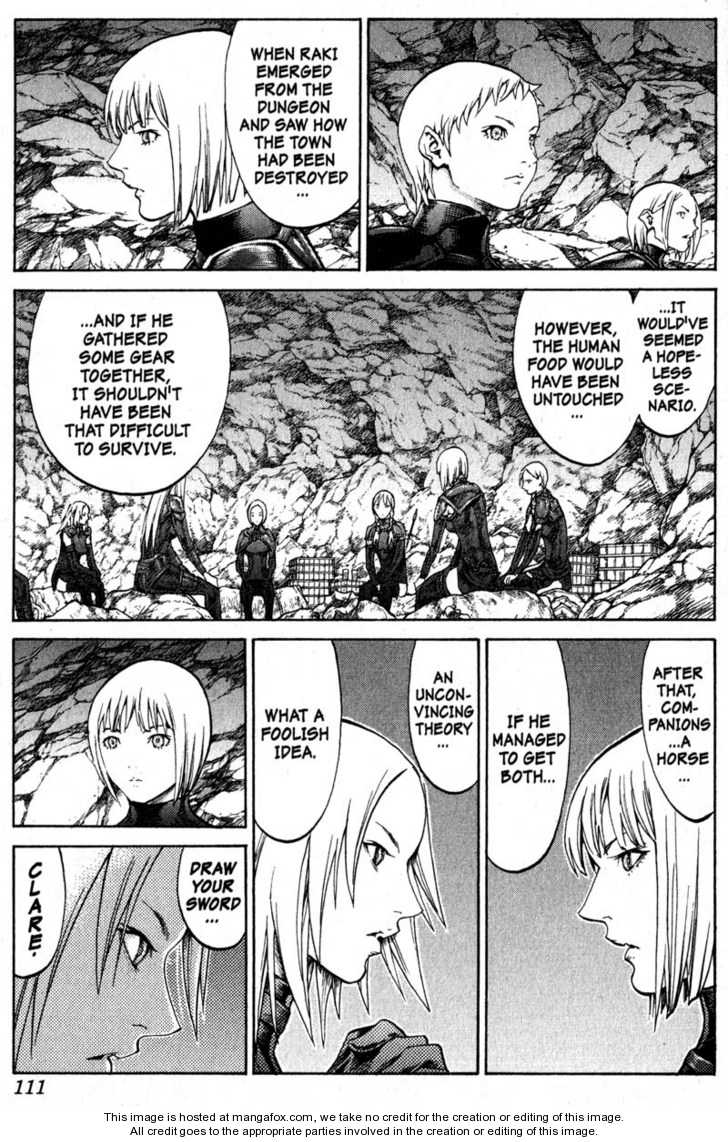 WHEN RAKI
EMERGED
FROM THE
DUNGEON
AND SAW HOW
THE TOWN
HAD BEEN
DESTROYED
...
...IT
WOULD'VE
SEEMED
A HOPE-
LESS
SCE-
NARIO.
HOWEVER,
THE HUMAN
FOOD WOULD
HAVE BEEN
UNTOUCHED
...
...AND IF HE
GATHERED
SOME GEAR
TOGETHER,
IT SHOULDN'T
HAVE BEEN
THAT DIFFICULT
TO SURVIVE.
AFTER
THAT,
COM-
PANIONS
...A
HORSE
...
IF HE
MANAGED
TO GET
BOTH...
AN
UNCON-
VINCING
THEORY
...
WHAT A
FOOLISH
IDEA.
DRAW
YOUR
SWORD
...
CLARE.
111
This image is hosted at mangafox.com, we take no credit for the creation or editing of this image.
All credit goes to the appropriate parties involved in the creation or editing of this image.